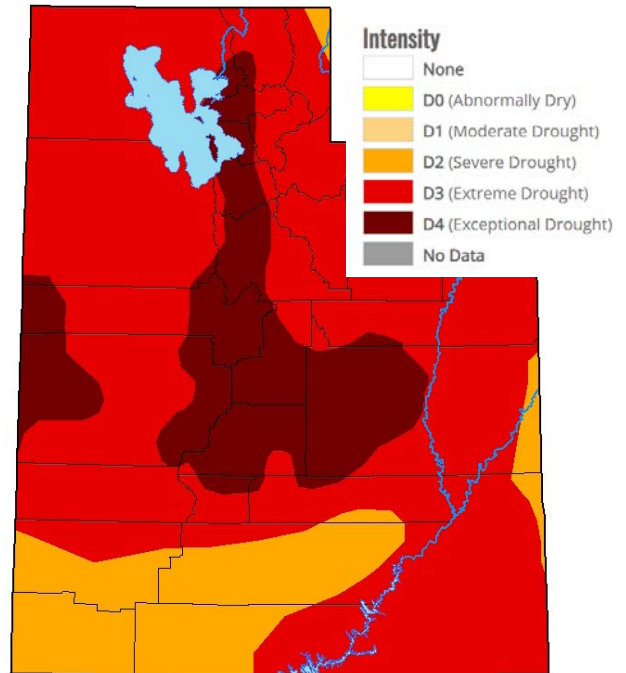 Intensity
None
D0 (Abnormally Dry)
D1 (Moderate Drought)
D2 (Severe Drought)
D3 (Extreme Drought)
D4 (Exceptional Drought)
No Data